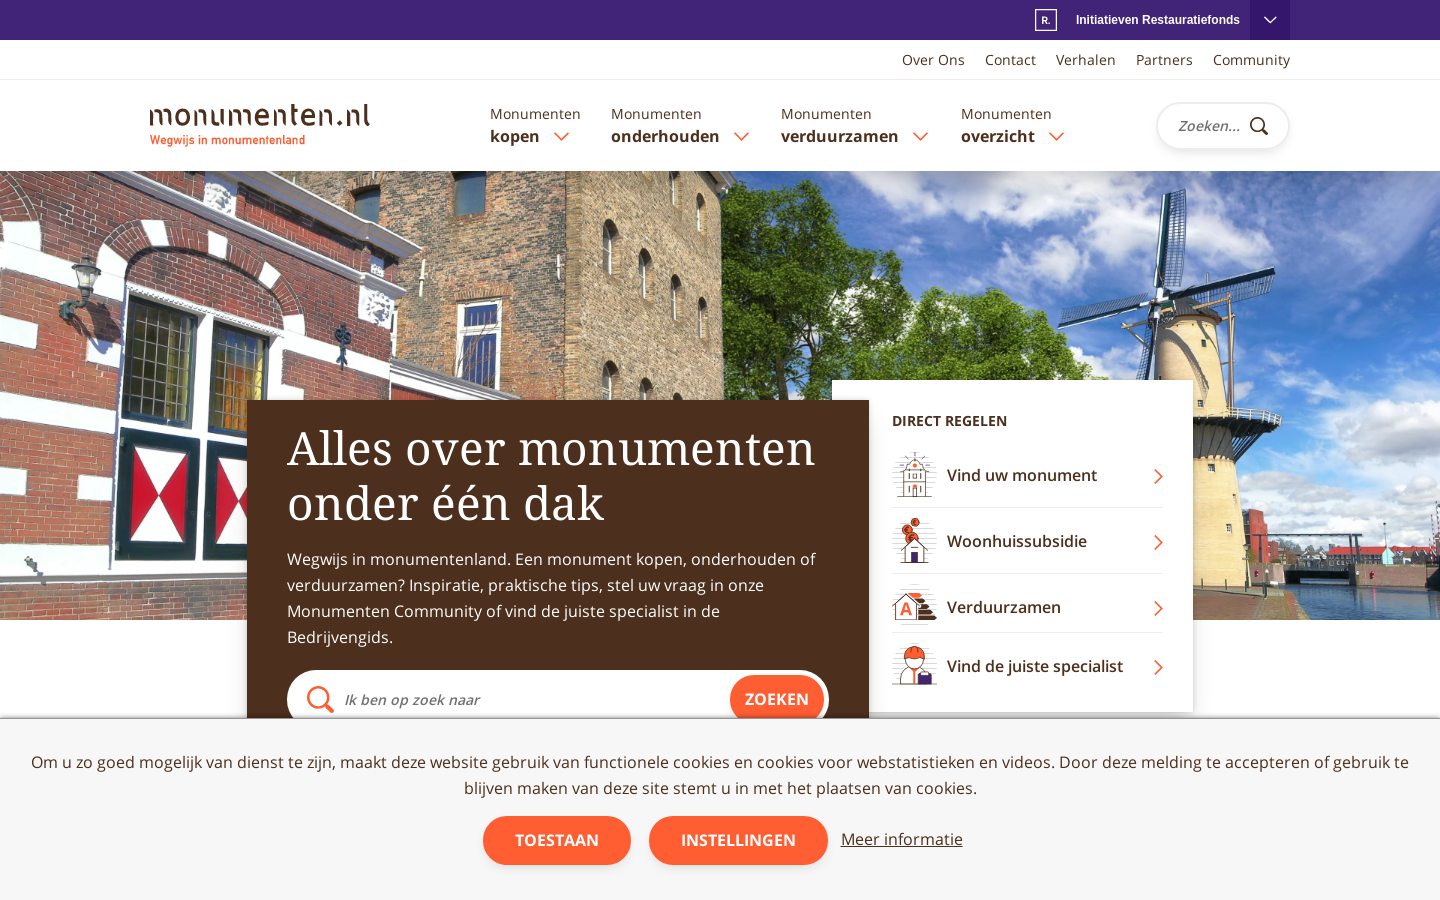 R.
Initiatieven Restauratiefonds
Over Ons
Contact
Verhalen
Partners
Community
monumenten.nl
Wegwijs in monumentenland
Monumenten
kopen
Monumenten
onderhouden
Monumenten
verduurzamen
Monumenten
overzicht
Zoeken...
Alles over monumenten
onder één dak
Wegwijs in monumentenland. Een monument kopen, onderhouden of
verduurzamen? Inspiratie, praktische tips, stel uw vraag in onze
Monumenten Community of vind de juiste specialist in de
Bedrijvengids.
Ik ben op zoek naar
ZOEKEN
DIRECT REGELEN
Vind uw monument
Woonhuissubsidie
A
Verduurzamen
Vind de juiste specialist
Om u zo goed mogelijk van dienst te zijn, maakt deze website gebruik van functionele cookies en cookies voor webstatistieken en videos. Door deze melding te accepteren of gebruik te
blijven maken van deze site stemt u in met het plaatsen van cookies.
TOESTAAN
INSTELLINGEN
Meer informatie